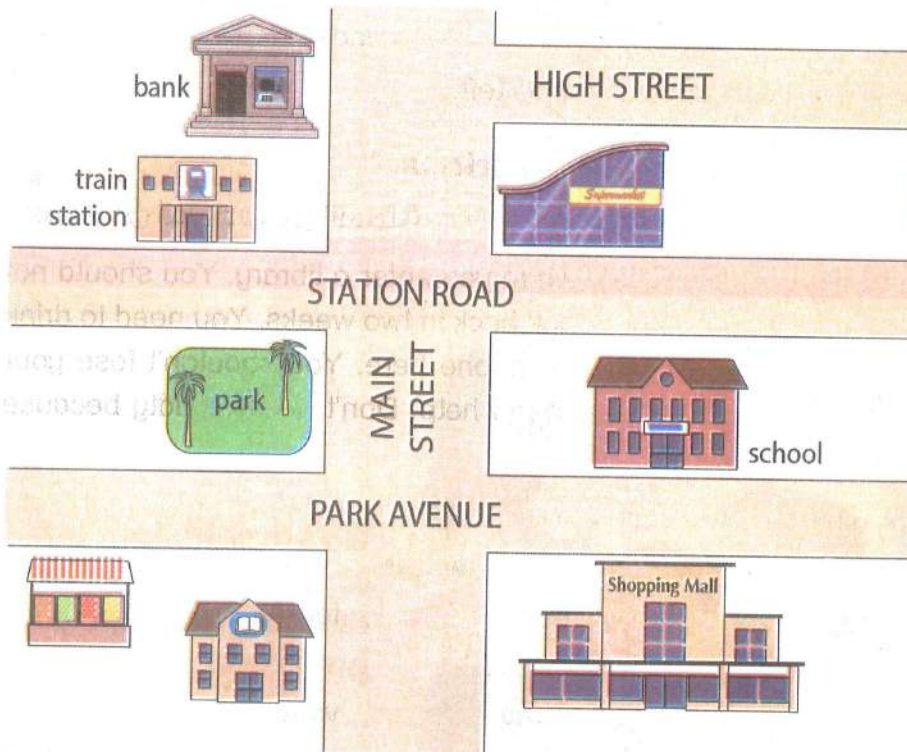 bank
HIGH STREET
train
station
Supermarket
STATION ROAD
park
MAIN
STREET
school
PARK AVENUE
Shopping Mall